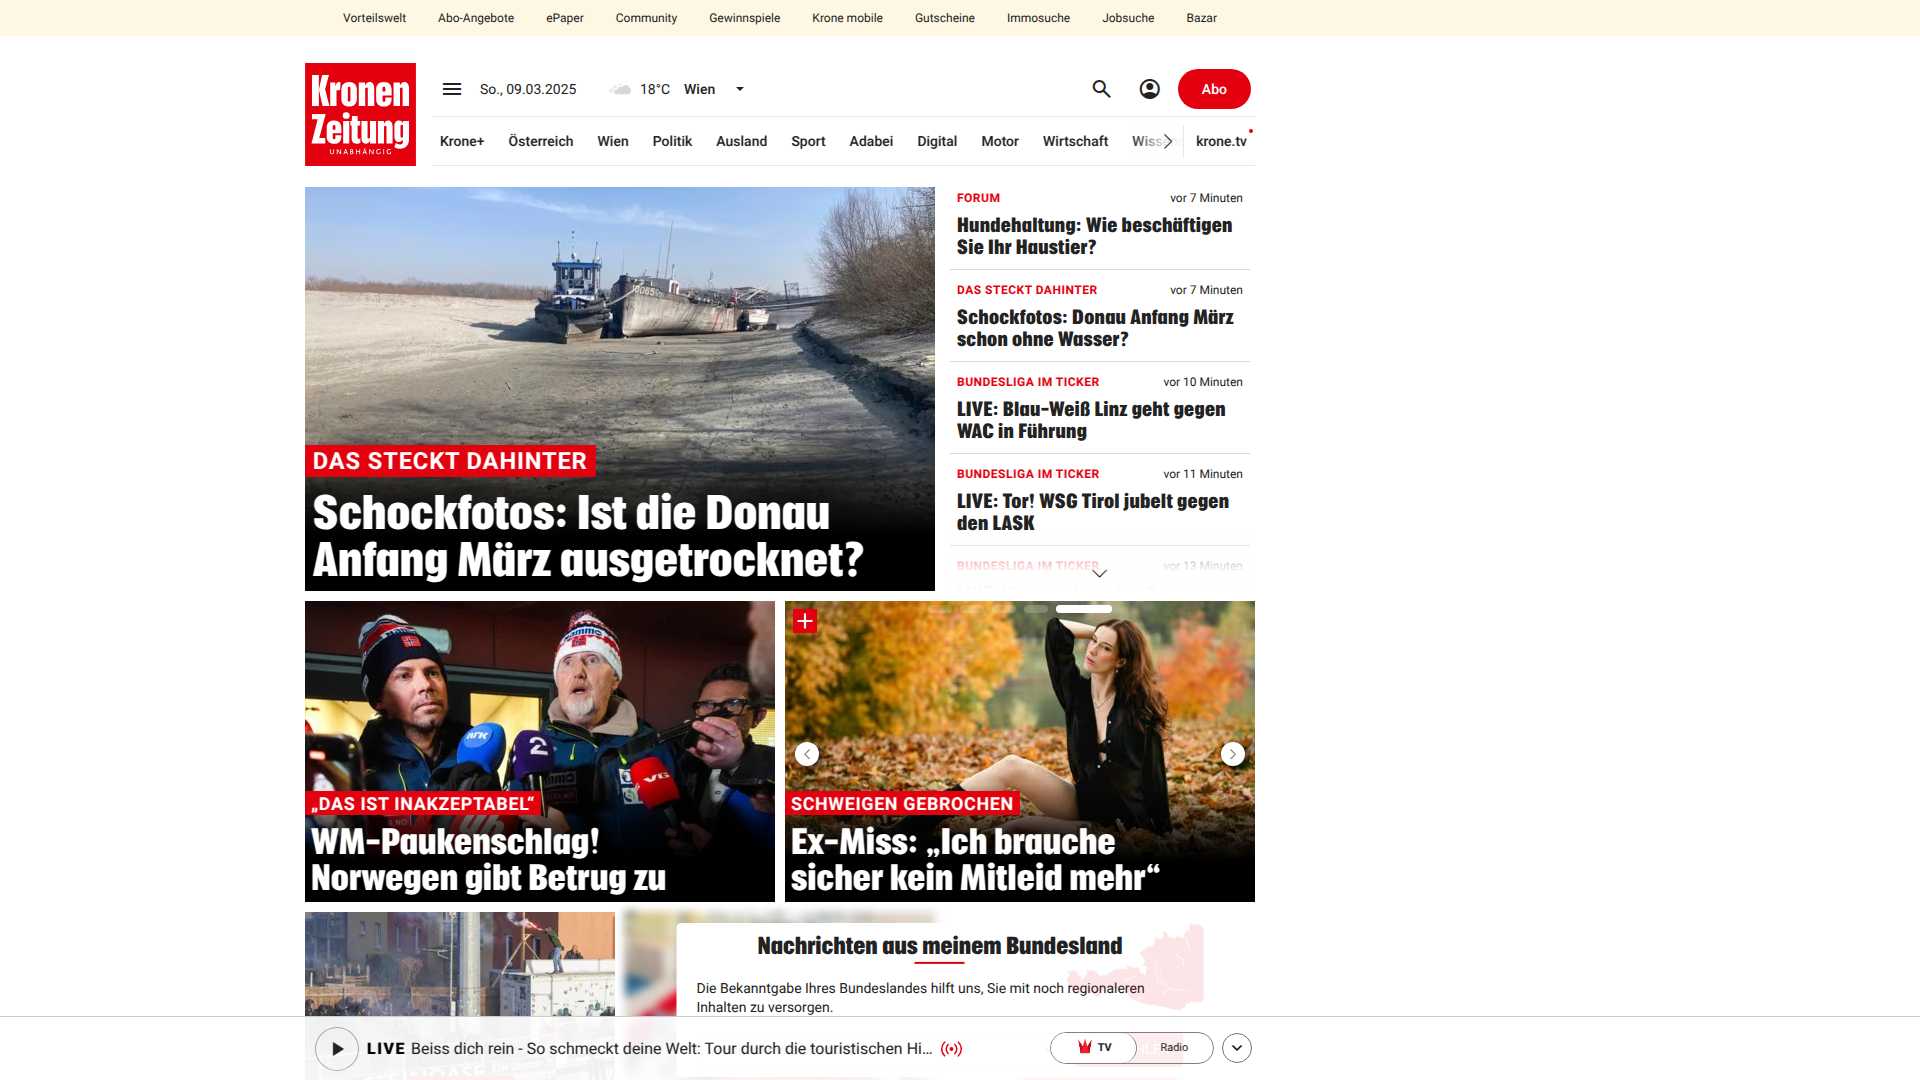 Vorteilswelt Abo-Angebote ePaper Community Gewinnspiele Krone mobile Gutscheine Immosuche Jobsuche Bazar
Kronen
Zeitung
UNABHÄNGIG
So., 09.03.2025 18°C Wien
Abo
Krone+ Österreich Wien Politik Ausland Sport Adabei Digital Motor Wirtschaft Wiss krone.tv
DAS STECKT DAHINTER
Schockfotos: Ist die Donau
Anfang März ausgetrocknet?
FORUM vor 7 Minuten
Hundehaltung: Wie beschäftigen
Sie Ihr Haustier?
DAS STECKT DAHINTER vor 7 Minuten
Schockfotos: Donau Anfang März
schon ohne Wasser?
BUNDESLIGA IM TICKER vor 10 Minuten
LIVE: Blau-Weiß Linz geht gegen
WAC in Führung
BUNDESLIGA IM TICKER vor 11 Minuten
LIVE: Tor! WSG Tirol jubelt gegen
den LASK
BUNDESLIGA IM TICKER vor 13 Minuten
„DAS IST INAKZEPTABEL“
WM-Paukenschlag!
Norwegen gibt Betrug zu
SCHWEIGEN GEBROCHEN
Ex-Miss: „Ich brauche
sicher kein Mitleid mehr“
Nachrichten aus meinem Bundesland
Die Bekanntgabe Ihres Bundeslandes hilft uns, Sie mit noch regionaleren
Inhalten zu versorgen.
LIVE Beiss dich rein - So schmeckt deine Welt: Tour durch die touristischen Hi...
TV Radio